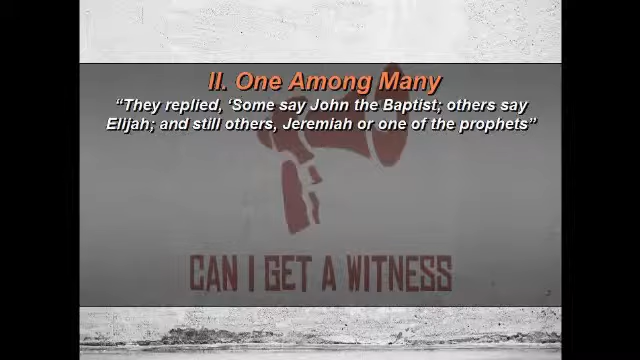 II. One Among Many
“They replied, ‘Some say John the Baptist; others say
Elijah; and still others, Jeremiah or one of the prophets”
CAN I GET A WITNESS